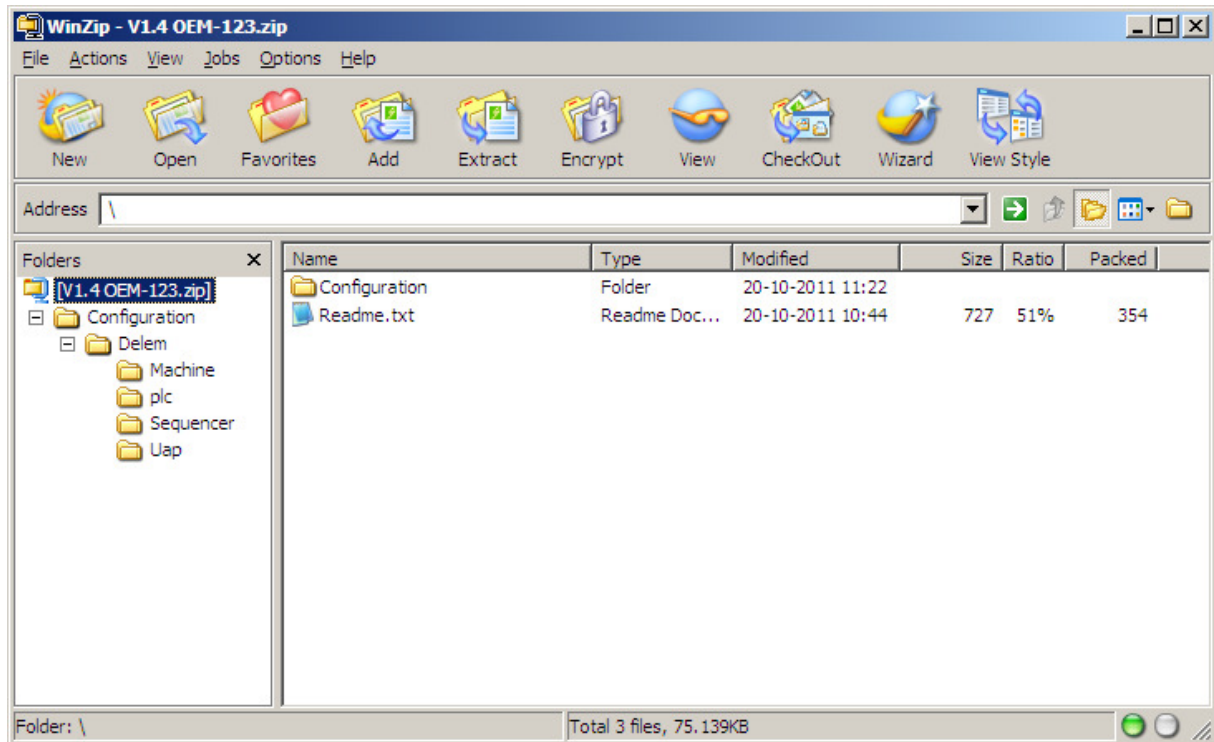 WinZip - V1.4 OEM-123.zip
File Actions View Jobs Options Help
New Open Favorites Add Extract Encrypt View CheckOut Wizard View Style
Address \
Folders
[V1.4 OEM-123.zip]
Configuration
Delem
Machine
plc
Sequencer
Uap
Name Type Modified Size Ratio Packed
Configuration Folder 20-10-2011 11:22
Readme.txt Readme Doc... 20-10-2011 10:44 727 51% 354
Folder: \ Total 3 files, 75.139KB